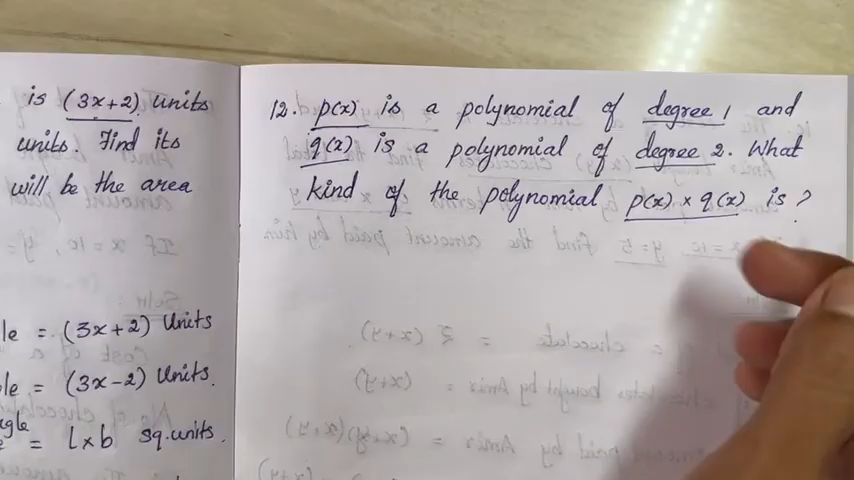 is (3x+2) units
units. Find its
will be the area
le = (3x+2) Units
le = (3x-2) Units.
= l×b sq.units.
12. p(x) is a polynomial of degree 1 and
q(x) is a polynomial of degree 2. What
kind of the polynomial p(x) × q(x) is ?